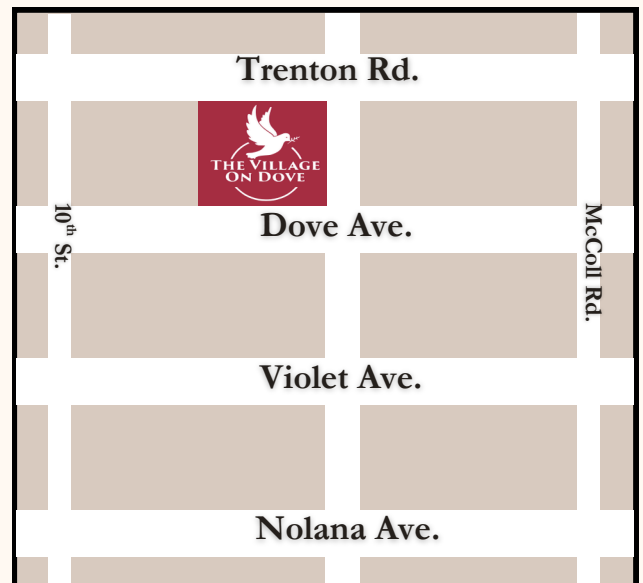 Trenton Rd.
THE VILLAGE
ON DOVE
10th St.
Dove Ave.
McColl Rd.
Violet Ave.
Nolana Ave.